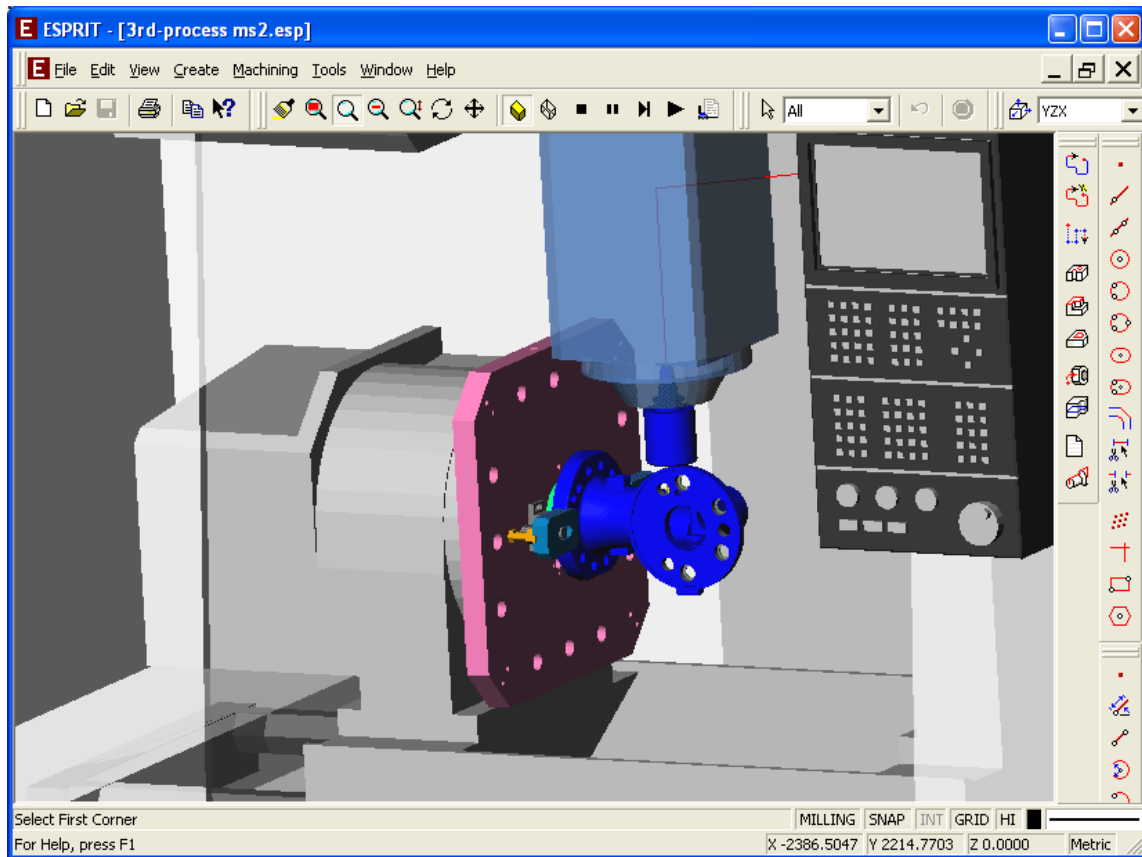 E ESPRIT - [3rd-process ms2.esp]
E File Edit View Create Machining Tools Window Help
All YZX
Select First Corner MILLING SNAP INT GRID HI
For Help, press F1 X -2386.5047 Y 2214.7703 Z 0.0000 Metric